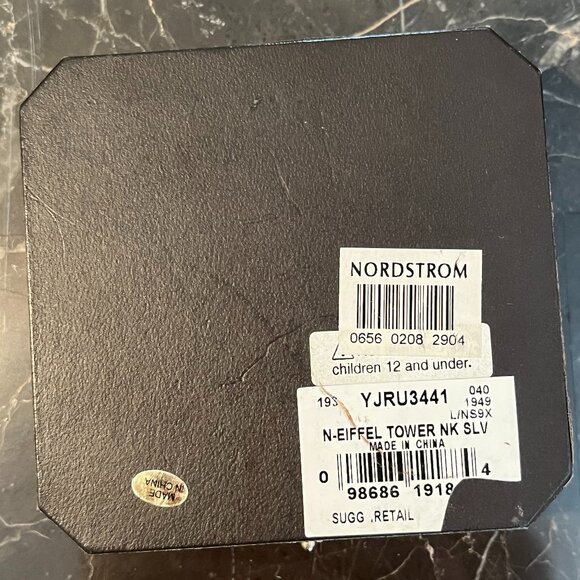 NORDSTROM
0656 0208 2904
children 12 and under.
193 YJRU3441 040
1949
L/NS9X
N-EIFFEL TOWER NK SLV
MADE IN CHINA
0 98686 1918 4
SUGG .RETAIL
MADE
IN CHINA